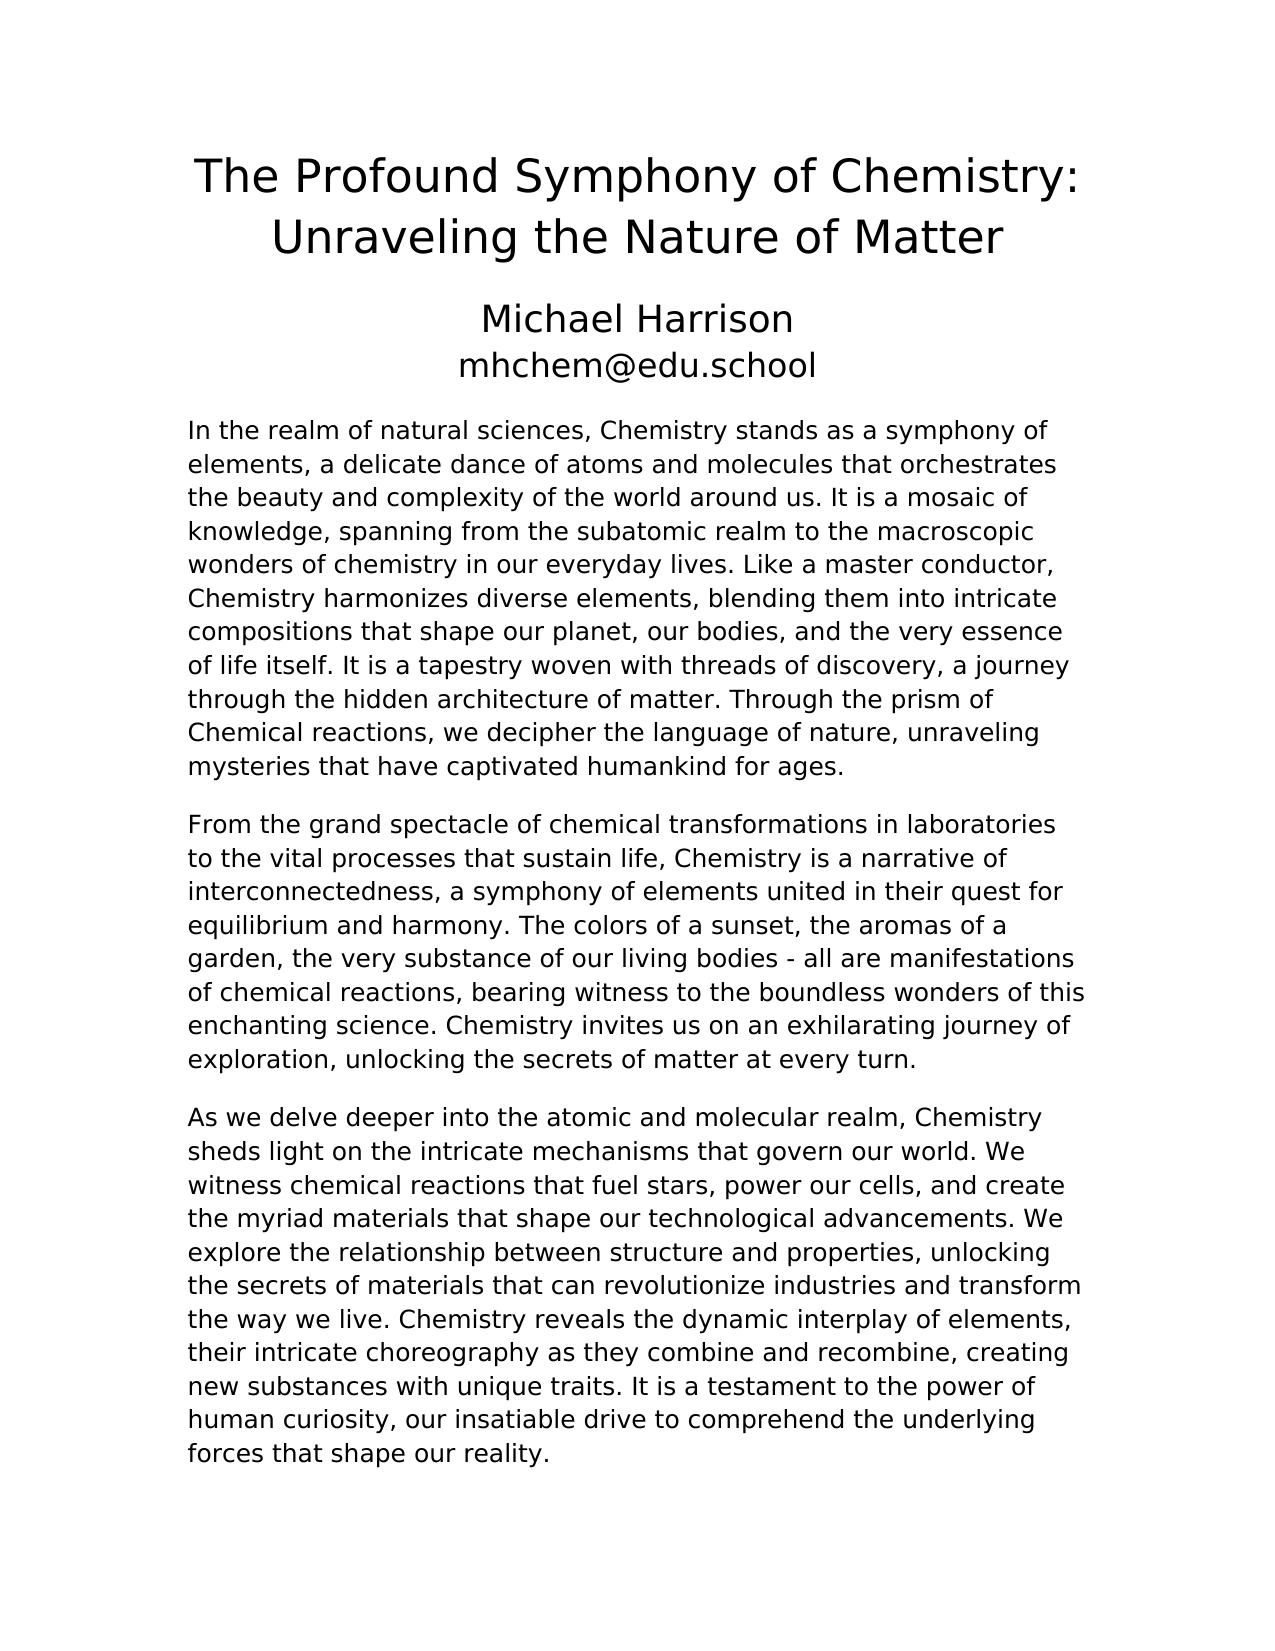 The Profound Symphony of Chemistry:
Unraveling the Nature of Matter
Michael Harrison
mhchem@edu.school
In the realm of natural sciences, Chemistry stands as a symphony of
elements, a delicate dance of atoms and molecules that orchestrates
the beauty and complexity of the world around us. It is a mosaic of
knowledge, spanning from the subatomic realm to the macroscopic
wonders of chemistry in our everyday lives. Like a master conductor,
Chemistry harmonizes diverse elements, blending them into intricate
compositions that shape our planet, our bodies, and the very essence
of life itself. It is a tapestry woven with threads of discovery, a journey
through the hidden architecture of matter. Through the prism of
Chemical reactions, we decipher the language of nature, unraveling
mysteries that have captivated humankind for ages.
From the grand spectacle of chemical transformations in laboratories
to the vital processes that sustain life, Chemistry is a narrative of
interconnectedness, a symphony of elements united in their quest for
equilibrium and harmony. The colors of a sunset, the aromas of a
garden, the very substance of our living bodies - all are manifestations
of chemical reactions, bearing witness to the boundless wonders of this
enchanting science. Chemistry invites us on an exhilarating journey of
exploration, unlocking the secrets of matter at every turn.
As we delve deeper into the atomic and molecular realm, Chemistry
sheds light on the intricate mechanisms that govern our world. We
witness chemical reactions that fuel stars, power our cells, and create
the myriad materials that shape our technological advancements. We
explore the relationship between structure and properties, unlocking
the secrets of materials that can revolutionize industries and transform
the way we live. Chemistry reveals the dynamic interplay of elements,
their intricate choreography as they combine and recombine, creating
new substances with unique traits. It is a testament to the power of
human curiosity, our insatiable drive to comprehend the underlying
forces that shape our reality.